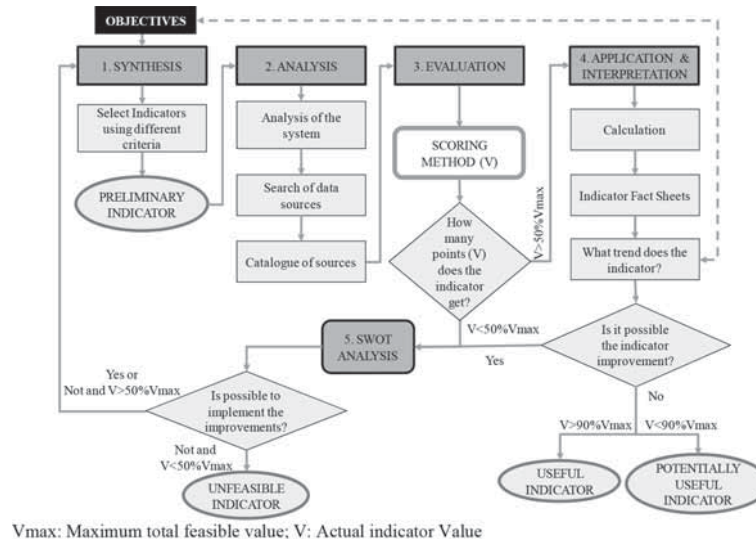 OBJECTIVES
1. SYNTHESIS
Select Indicators
using different
criteria
PRELIMINARY
INDICATOR
2. ANALYSIS
Analysis of the
system
Search of data
sources
Catalogue of sources
3. EVALUATION
SCORING
METHOD (V)
How
many
points (V)
does the
indicator
get?
V>50%Vmax
V<50%Vmax
4. APPLICATION &
INTERPRETATION
Calculation
Indicator Fact Sheets
What trend does the
indicator?
Is it possible
the indicator
improvement?
Yes
No
V>90%Vmax
V<90%Vmax
USEFUL
INDICATOR
POTENTIALLY
USEFUL
INDICATOR
5. SWOT
ANALYSIS
Is possible to
implement the
improvements?
Yes or
Not and V>50%Vmax
Not and
V<50%Vmax
UNFEASIBLE
INDICATOR
Vmax: Maximum total feasible value; V: Actual indicator Value